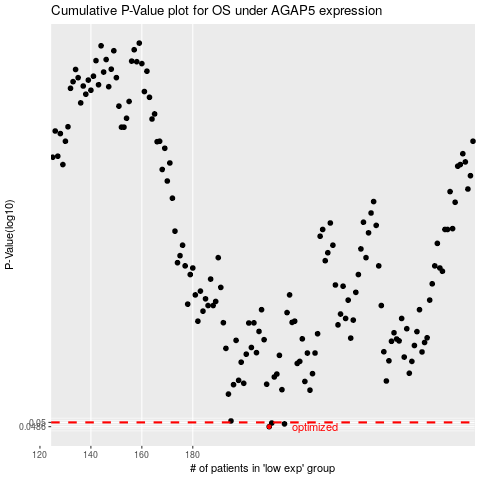 Cumulative P-Value plot for OS under AGAP5 expression
P-Value(log10)
0.05
0.0486
optimized
120 140 160 180
# of patients in 'low exp' group